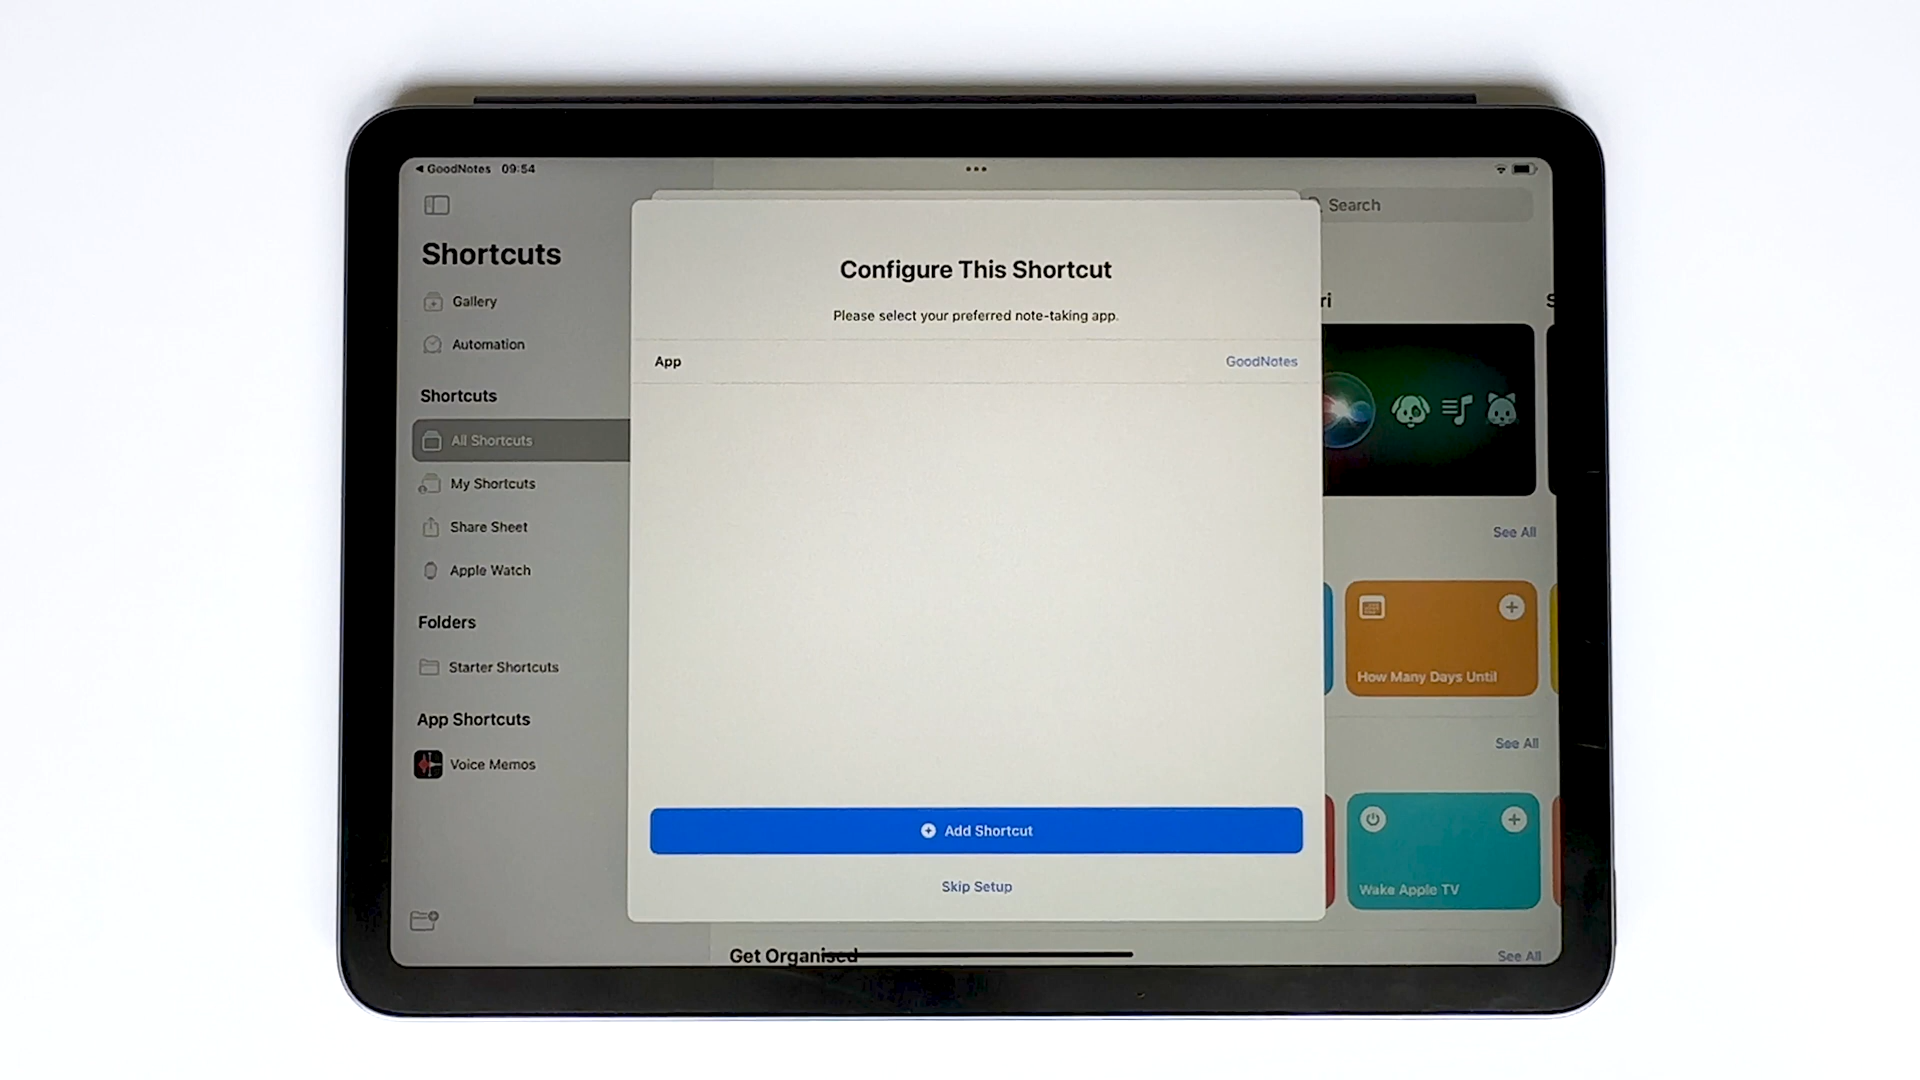 GoodNotes 09:54
Search
Shortcuts
Gallery
Automation
Shortcuts
All Shortcuts
My Shortcuts
Share Sheet
Apple Watch
Folders
Starter Shortcuts
App Shortcuts
Voice Memos
Configure This Shortcut
Please select your preferred note-taking app.
App GoodNotes
Add Shortcut
Skip Setup
ri
S
See All
How Many Days Until
See All
Wake Apple TV
Get Organised
See All